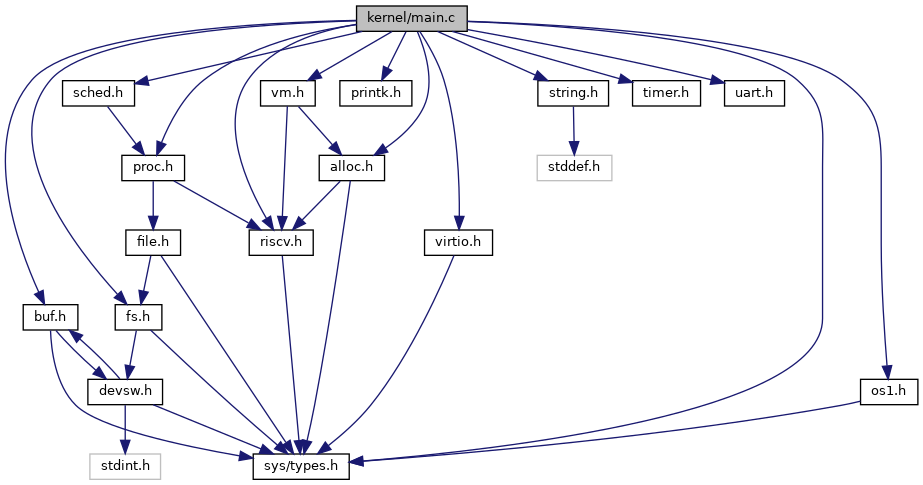 kernel/main.c
sched.h
vm.h
printk.h
string.h
timer.h
uart.h
proc.h
alloc.h
stddef.h
file.h
riscv.h
virtio.h
buf.h
fs.h
devsw.h
os1.h
stdint.h
sys/types.h